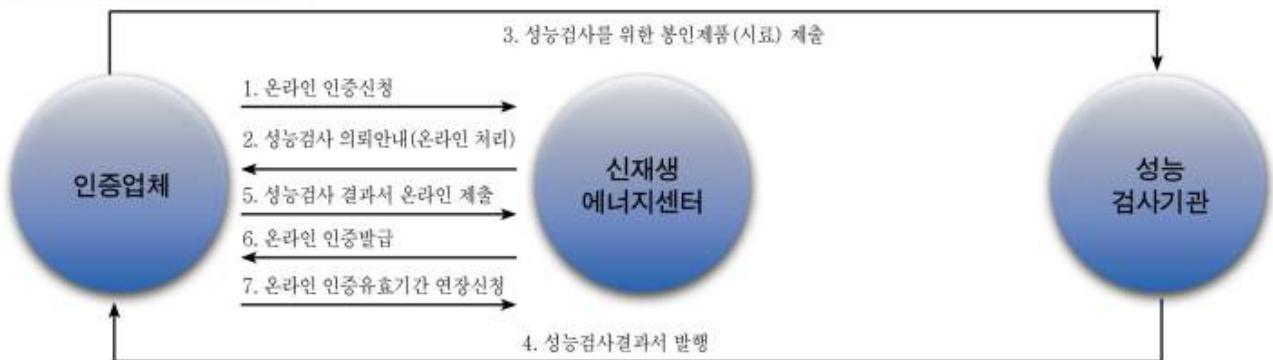 3. 성능검사를 위한 봉인제품(시료) 제출
1. 온라인 인증신청
2. 성능검사 의뢰안내(온라인 처리)
인증업체
신재생
에너지센터
성능
검사기관
5. 성능검사 결과서 온라인 제출
6. 온라인 인증발급
7. 온라인 인증유효기간 연장신청
4. 성능검사결과서 발행